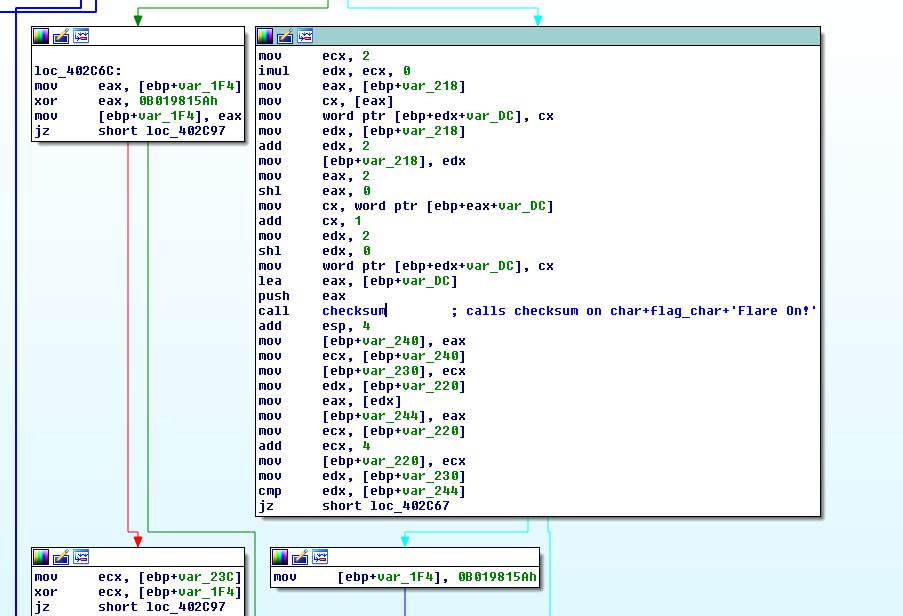 loc_402C6C:
mov eax, [ebp+var_1F4]
xor eax, 0B019815Ah
mov [ebp+var_1F4], eax
jz short loc_402C97
mov ecx, 2
imul edx, ecx, 0
mov eax, [ebp+var_218]
mov cx, [eax]
mov word ptr [ebp+edx+var_DC], cx
mov edx, [ebp+var_218]
add edx, 2
mov [ebp+var_218], edx
mov eax, 2
shl eax, 0
mov cx, word ptr [ebp+eax+var_DC]
add cx, 1
mov edx, 2
shl edx, 0
mov word ptr [ebp+edx+var_DC], cx
lea eax, [ebp+var_DC]
push eax
call checksum ; calls checksum on char+flag_char+'Flare On!'
add esp, 4
mov [ebp+var_240], eax
mov ecx, [ebp+var_240]
mov [ebp+var_230], ecx
mov edx, [ebp+var_220]
mov eax, [edx]
mov [ebp+var_244], eax
mov ecx, [ebp+var_220]
add ecx, 4
mov [ebp+var_220], ecx
mov edx, [ebp+var_230]
cmp edx, [ebp+var_244]
jz short loc_402C67
mov ecx, [ebp+var_23C]
xor ecx, [ebp+var_1F4]
jz short loc_402C97
mov [ebp+var_1F4], 0B019815Ah